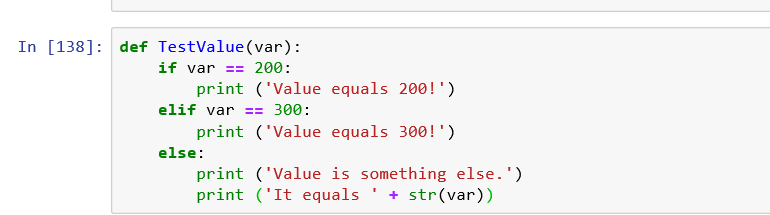 In [138]: def TestValue(var):
    if var == 200:
        print ('Value equals 200!')
    elif var == 300:
        print ('Value equals 300!')
    else:
        print ('Value is something else.')
        print ('It equals ' + str(var))